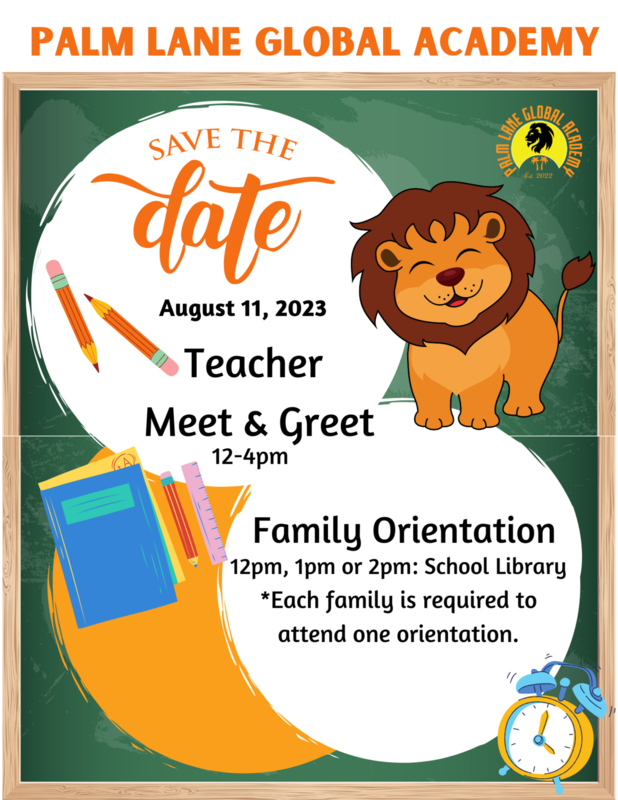 PALM LANE GLOBAL ACADEMY
PALM LANE GLOBAL ACADEMY
Est. 2022
SAVE THE
date
August 11, 2023
Teacher
Meet & Greet
12-4pm
A
Family Orientation
12pm, 1pm or 2pm: School Library
*Each family is required to
attend one orientation.